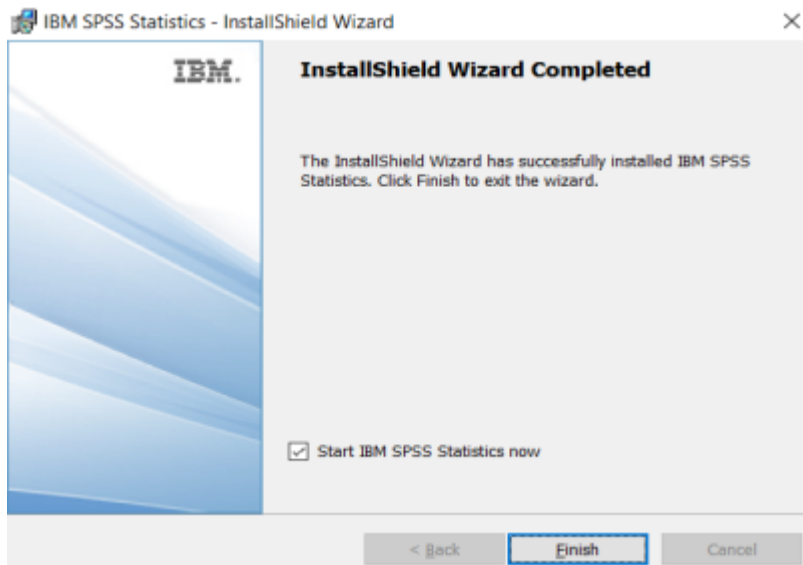 IBM SPSS Statistics - InstallShield Wizard
IBM.
InstallShield Wizard Completed
The InstallShield Wizard has successfully installed IBM SPSS
Statistics. Click Finish to exit the wizard.
Start IBM SPSS Statistics now
< Back
Finish
Cancel